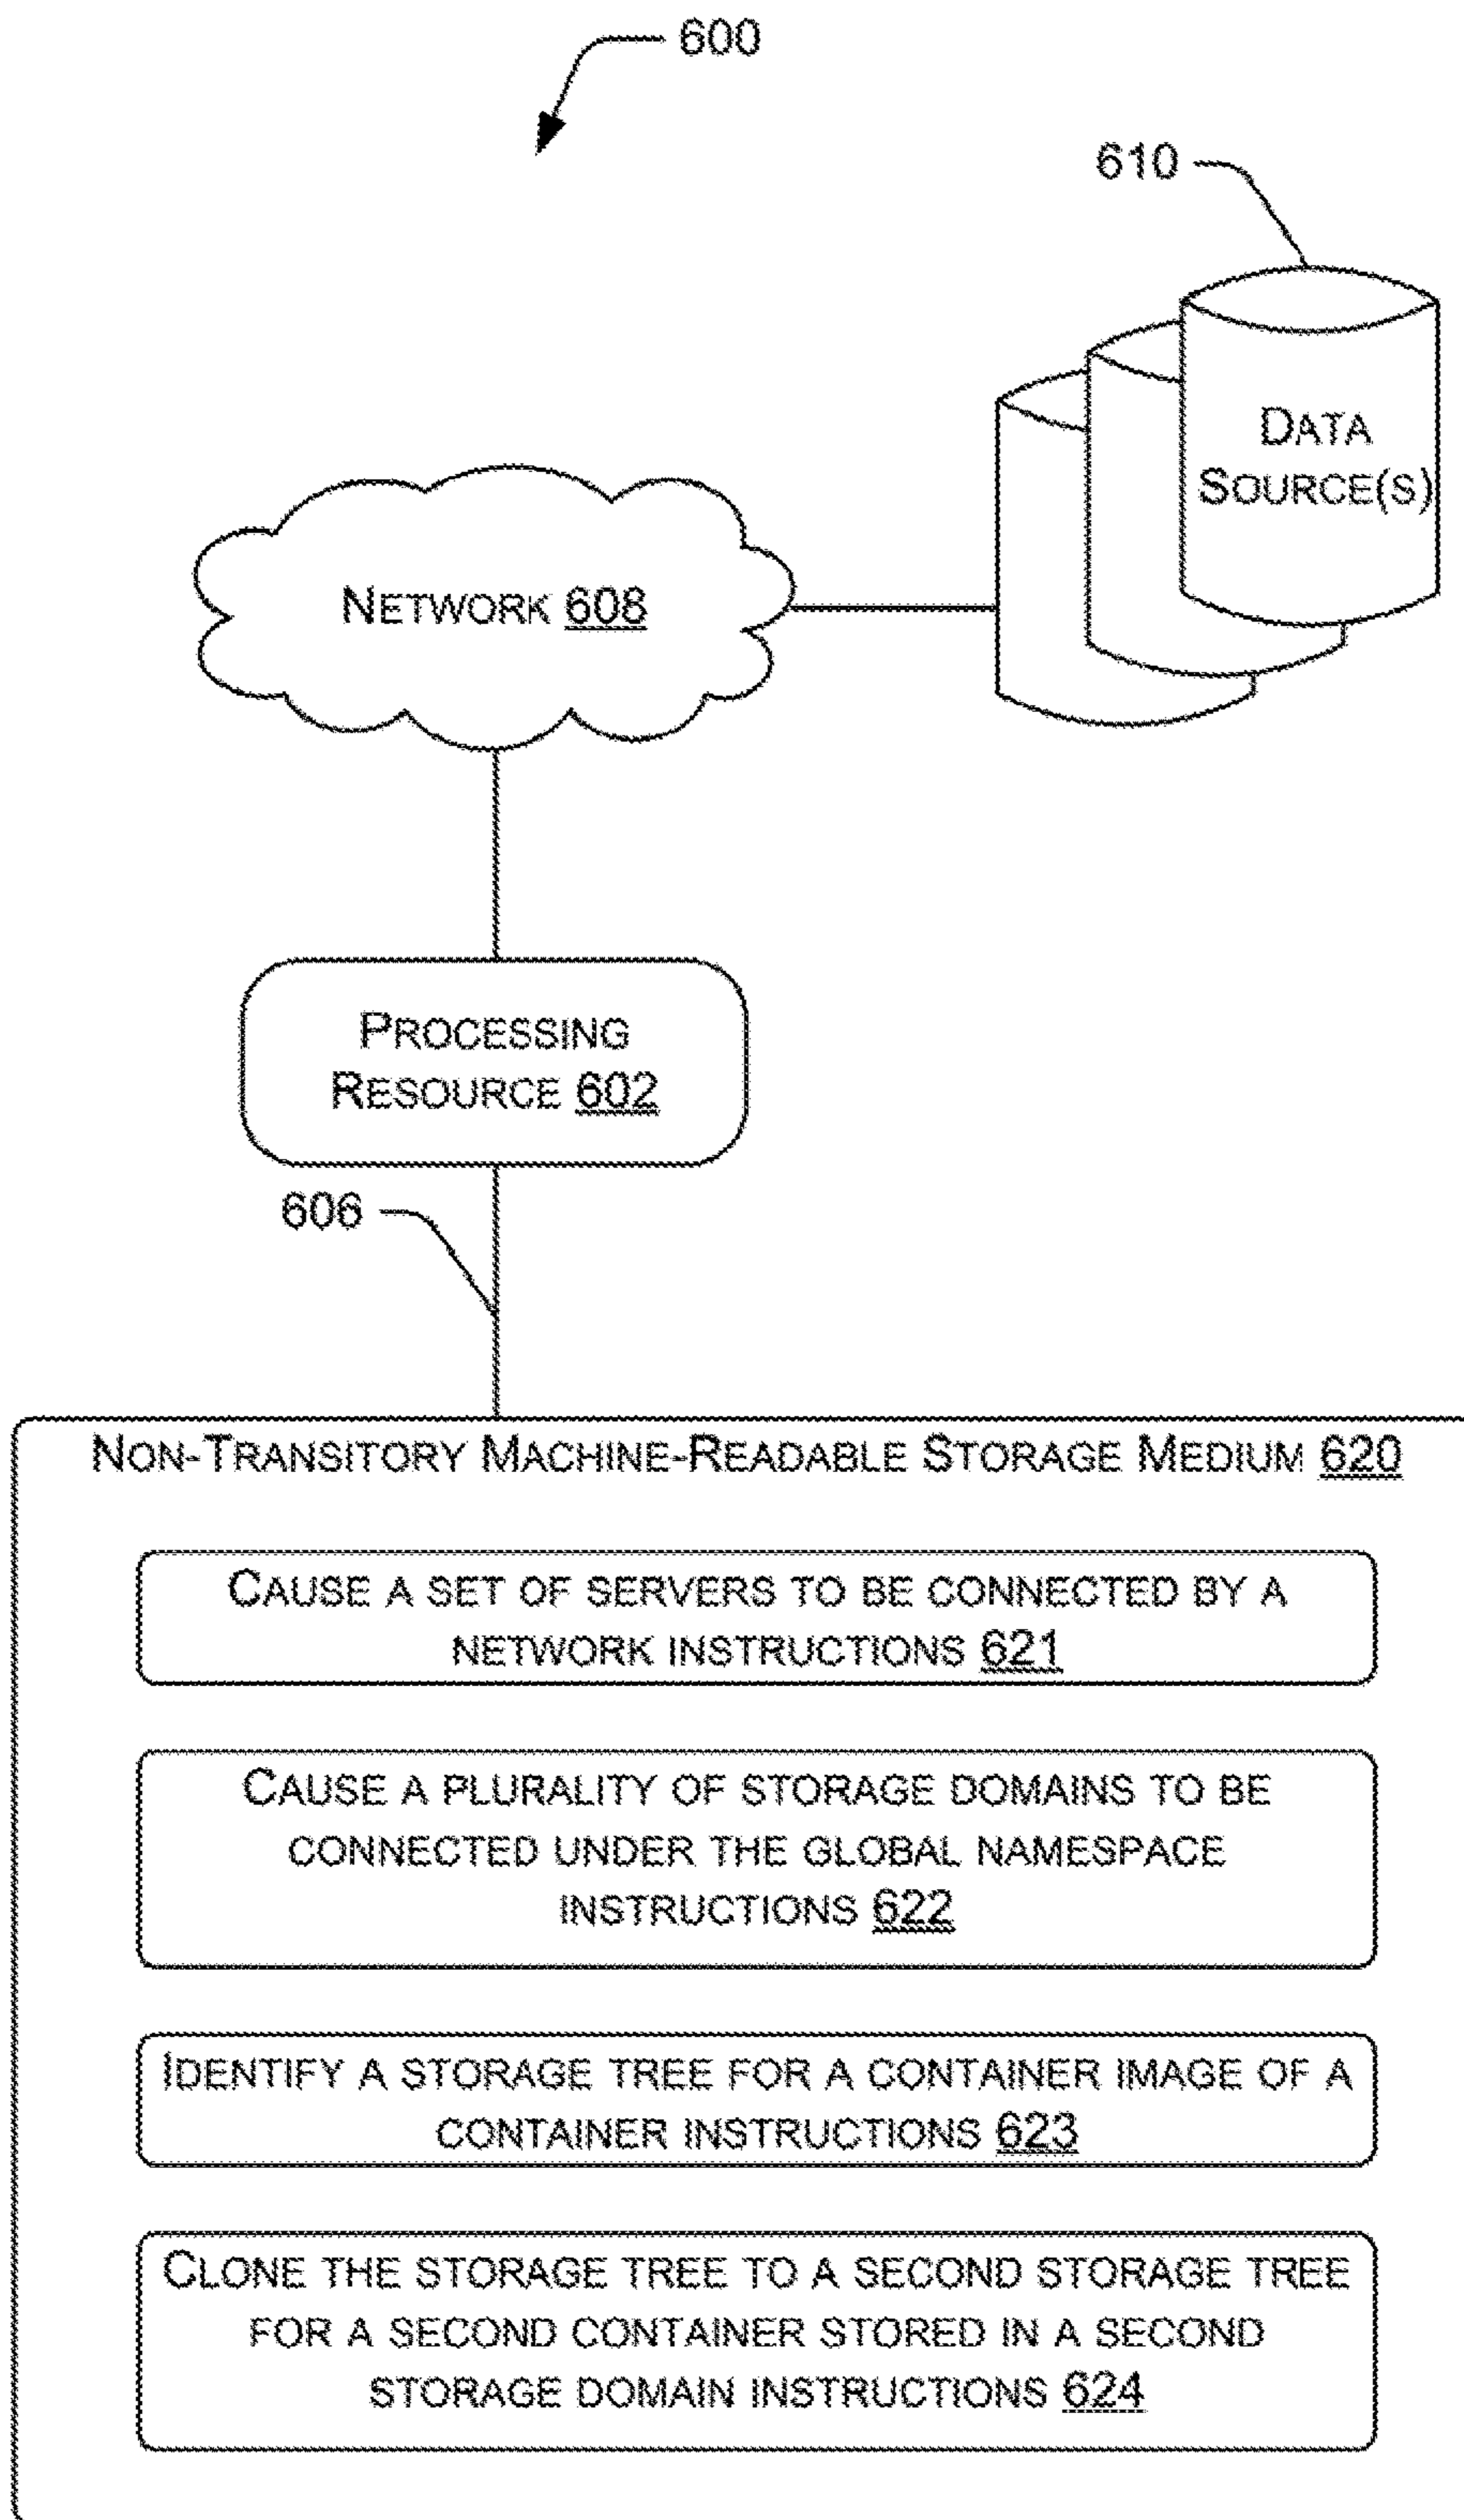 600
610
DATA
SOURCE(S)
NETWORK 608
PROCESSING
RESOURCE 602
606
NON-TRANSITORY MACHINE-READABLE STORAGE MEDIUM 620
CAUSE A SET OF SERVERS TO BE CONNECTED BY A
NETWORK INSTRUCTIONS 621
CAUSE A PLURALITY OF STORAGE DOMAINS TO BE
CONNECTED UNDER THE GLOBAL NAMESPACE
INSTRUCTIONS 622
IDENTIFY A STORAGE TREE FOR A CONTAINER IMAGE OF A
CONTAINER INSTRUCTIONS 623
CLONE THE STORAGE TREE TO A SECOND STORAGE TREE
FOR A SECOND CONTAINER STORED IN A SECOND
STORAGE DOMAIN INSTRUCTIONS 624